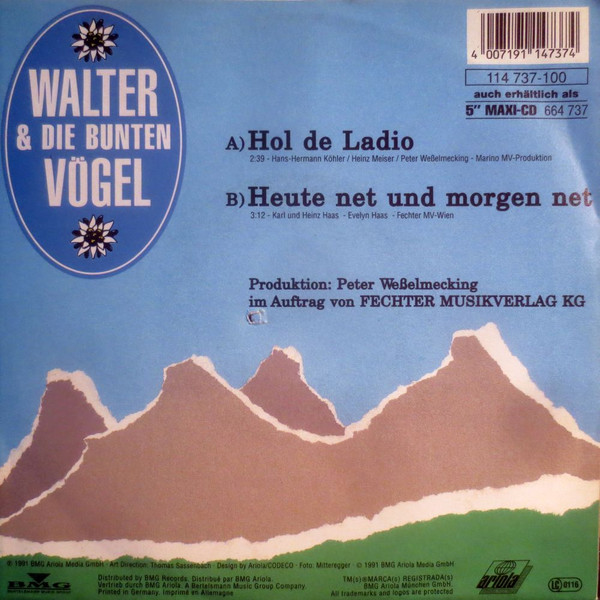 WALTER
& DIE BUNTEN
VÖGEL
4 007191 147374
114 737-100
auch erhältlich als
5" MAXI-CD 664 737
A) Hol de Ladio
2:39 - Hans-Hermann Köhler / Heinz Meiser / Peter Weßelmecking - Marino MV-Produktion
B) Heute net und morgen net
3:12 - Karl und Heinz Haas - Evelyn Haas - Fechter MV-Wien
Produktion: Peter Weßelmecking
im Auftrag von FECHTER MUSIKVERLAG KG
© 1991 BMG Ariola Media GmbH · Art Direction: Thomas Sassenbach · Design by Ariola/CODECO · Foto: Mitteregger · ℗ 1991 BMG Ariola Media GmbH
BMG
Distributed by BMG Records. Distribué par BMG Ariola.
Vertrieb durch BMG Ariola. A Bertelsmann Music Group Company.
Printed in Germany. Imprimé en Allemagne
TM(s)®MARCA(s) REGISTRADA(S)
BMG Ariola München GmbH.
All trademarks and logos are protected
ariola
LC 0116